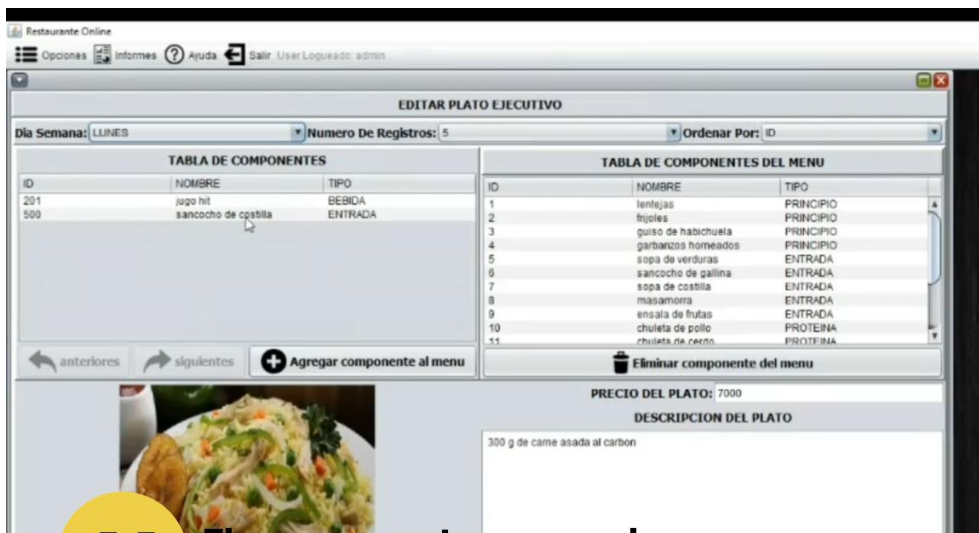 Restaurante Online
Opciones Informes Ayuda Salir User Logueado: admin
EDITAR PLATO EJECUTIVO
Dia Semana: LUNES Numero De Registros: 5 Ordenar Por: ID
TABLA DE COMPONENTES
ID NOMBRE TIPO
201 jugo hit BEBIDA
500 sancocho de costilla ENTRADA
anteriores siguientes Agregar componente al menu
TABLA DE COMPONENTES DEL MENU
ID NOMBRE TIPO
1 lentejas PRINCIPIO
2 frijoles PRINCIPIO
3 guiso de habichuela PRINCIPIO
4 garbanzos horneados PRINCIPIO
5 sopa de verduras ENTRADA
6 sancocho de gallina ENTRADA
7 sopa de costilla ENTRADA
8 masamorra ENTRADA
9 ensala de frutas ENTRADA
10 chuleta de pollo PROTEINA
11 chuleta de cerdo PROTEINA
Eliminar componente del menu
PRECIO DEL PLATO: 7000
DESCRIPCION DEL PLATO
300 g de carne asada al carbon